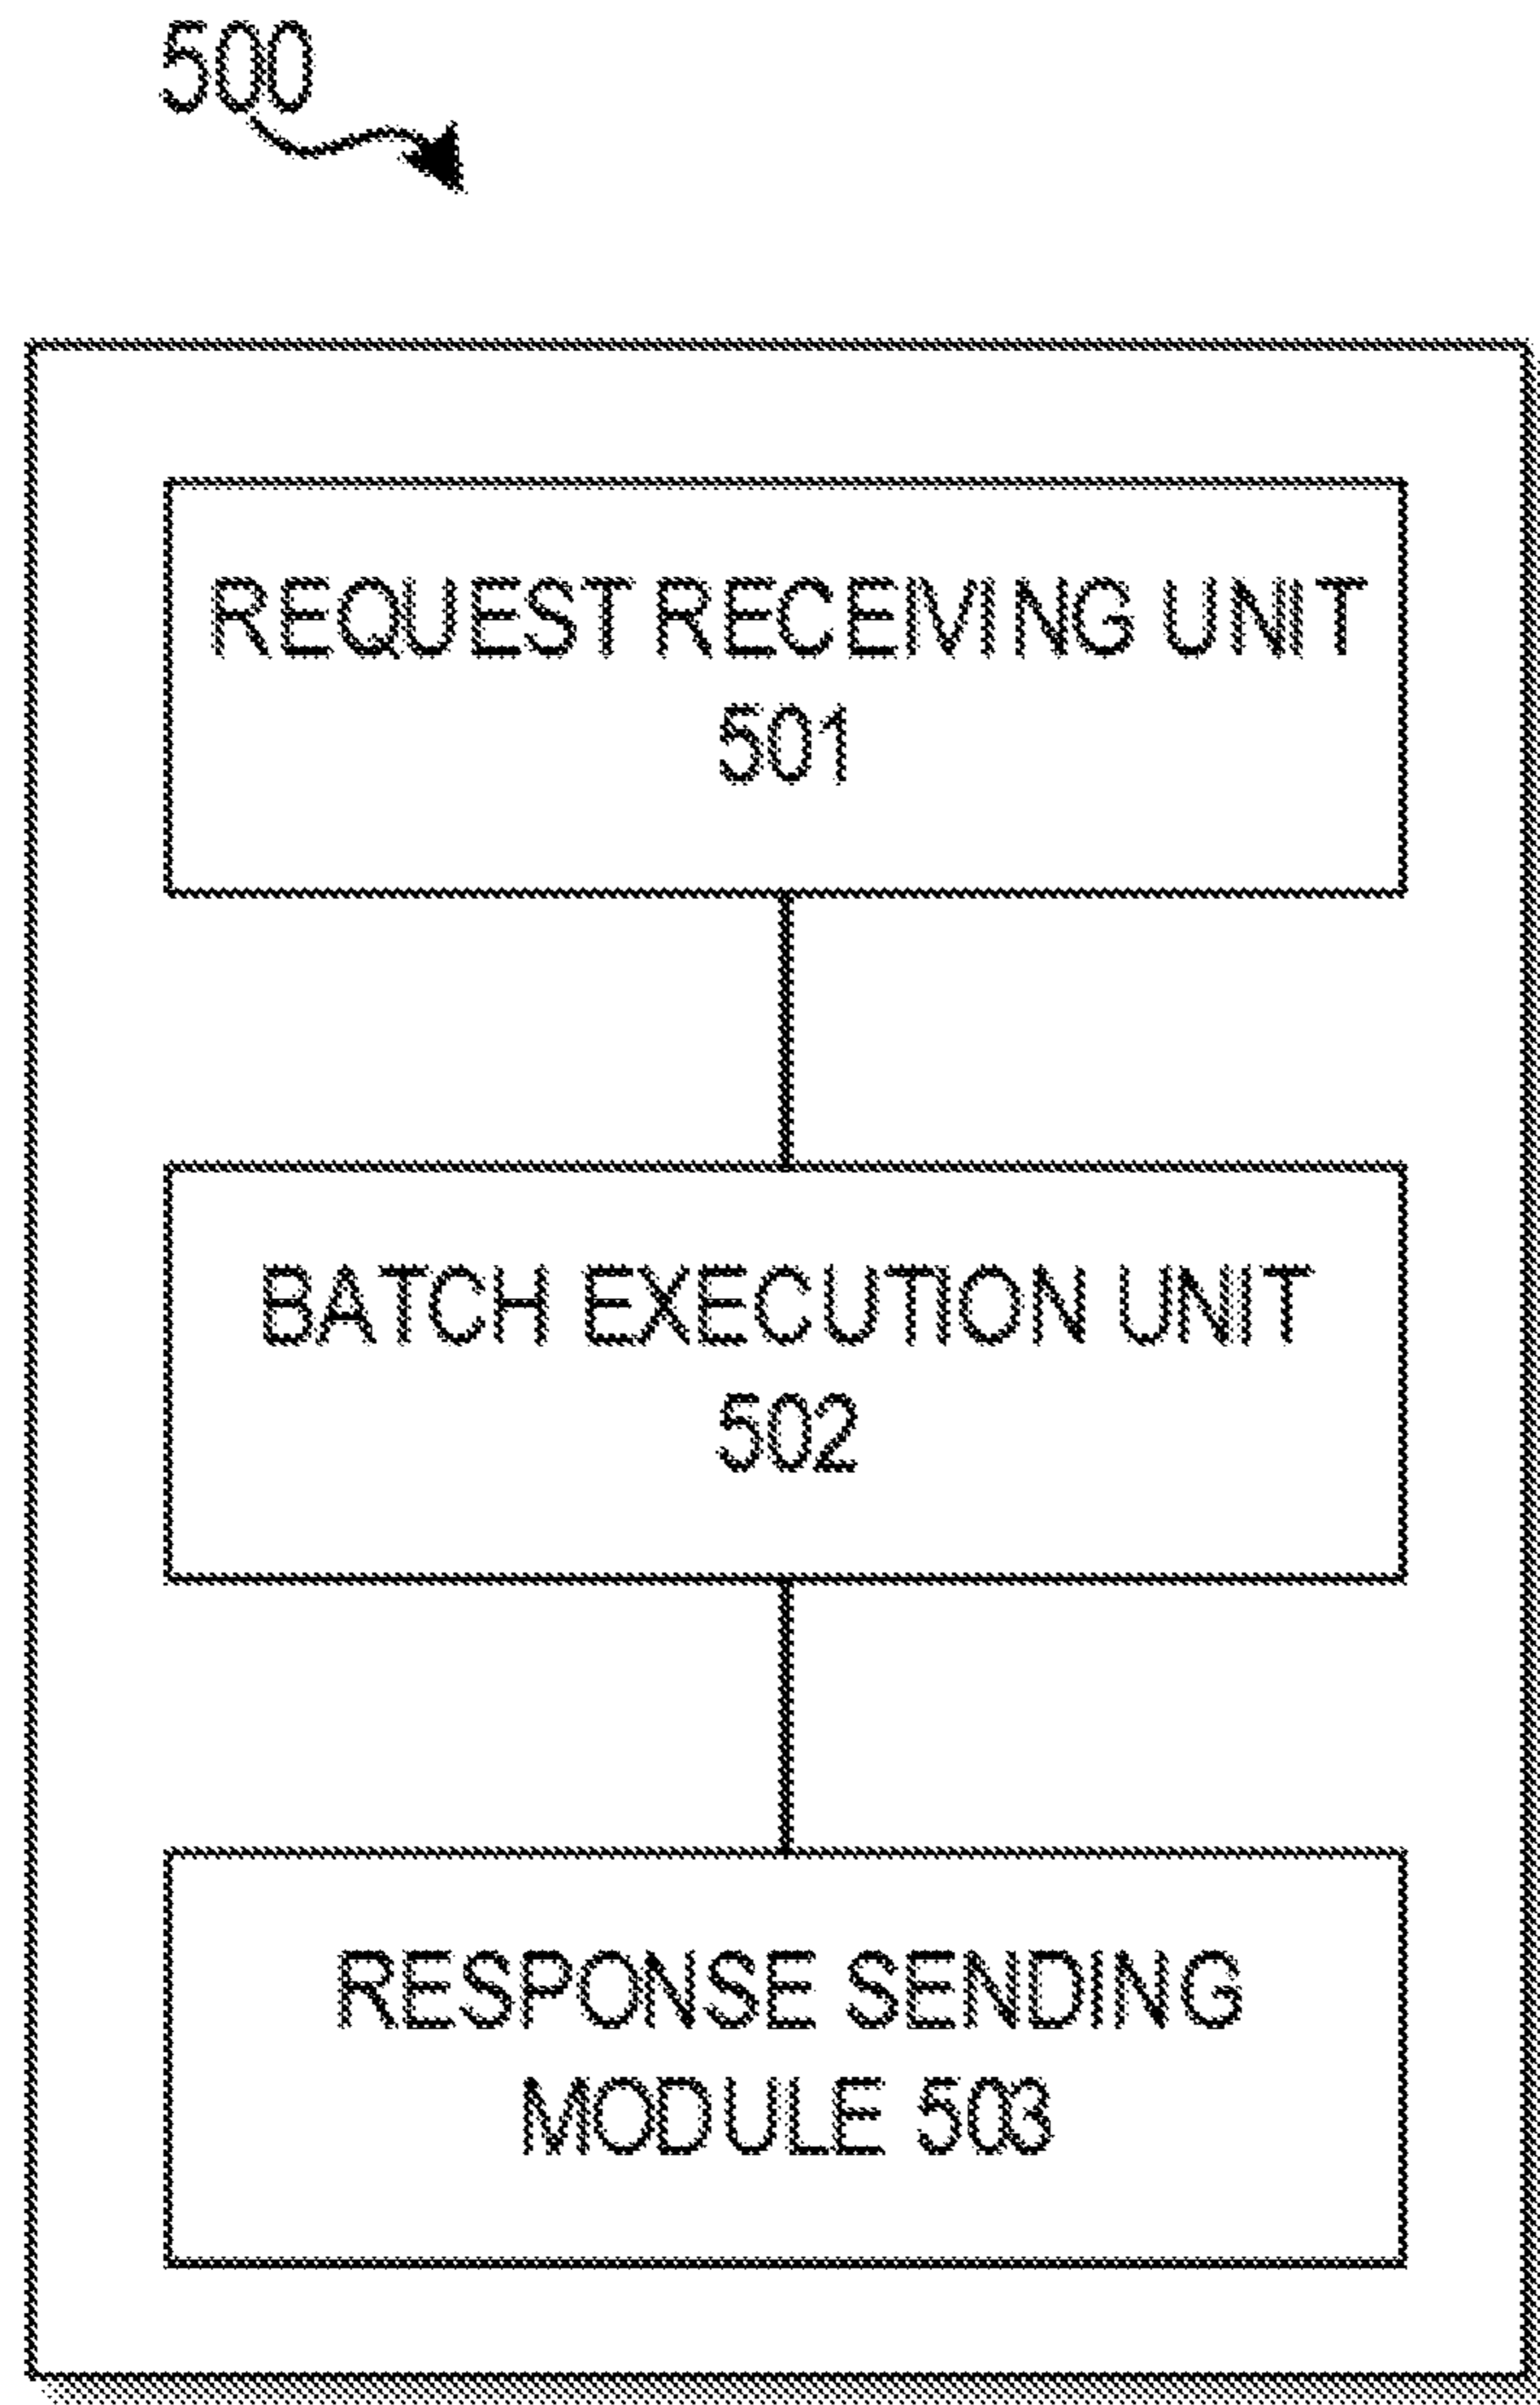 500
REQUEST RECEIVING UNIT
501
BATCH EXECUTION UNIT
502
RESPONSE SENDING
MODULE 503